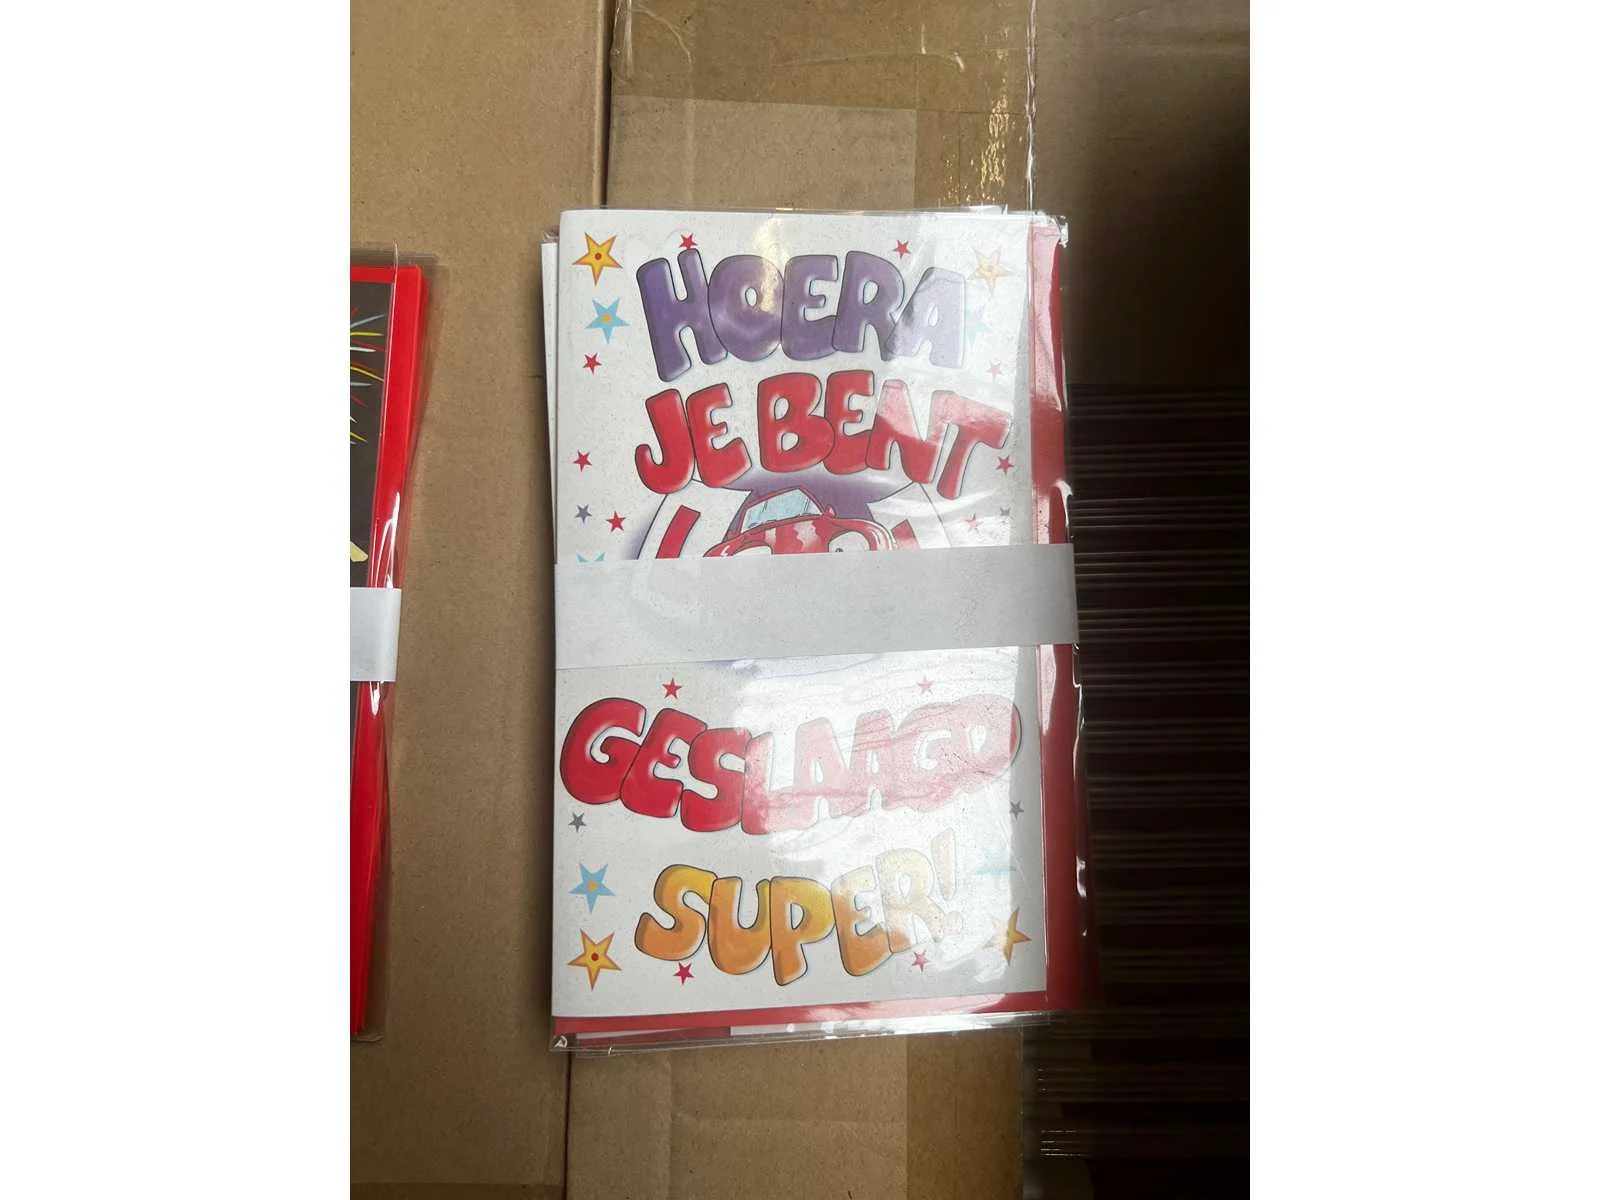 HOERA
JE BENT
GESLAAGD
SUPER!